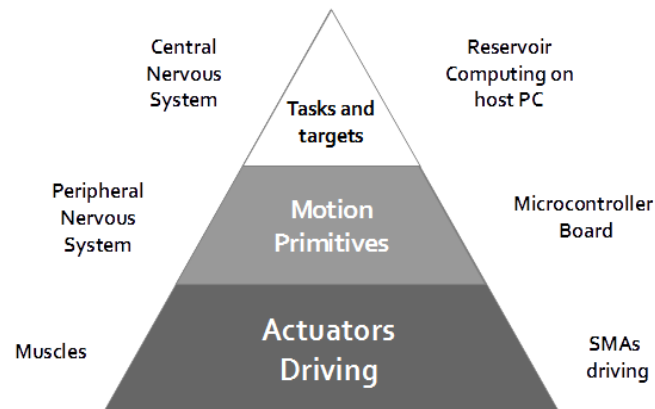 Central
Nervous
System
Reservoir
Computing on
host PC
Tasks and
targets
Peripheral
Nervous
System
Motion
Primitives
Microcontroller
Board
Muscles
Actuators
Driving
SMAs
driving